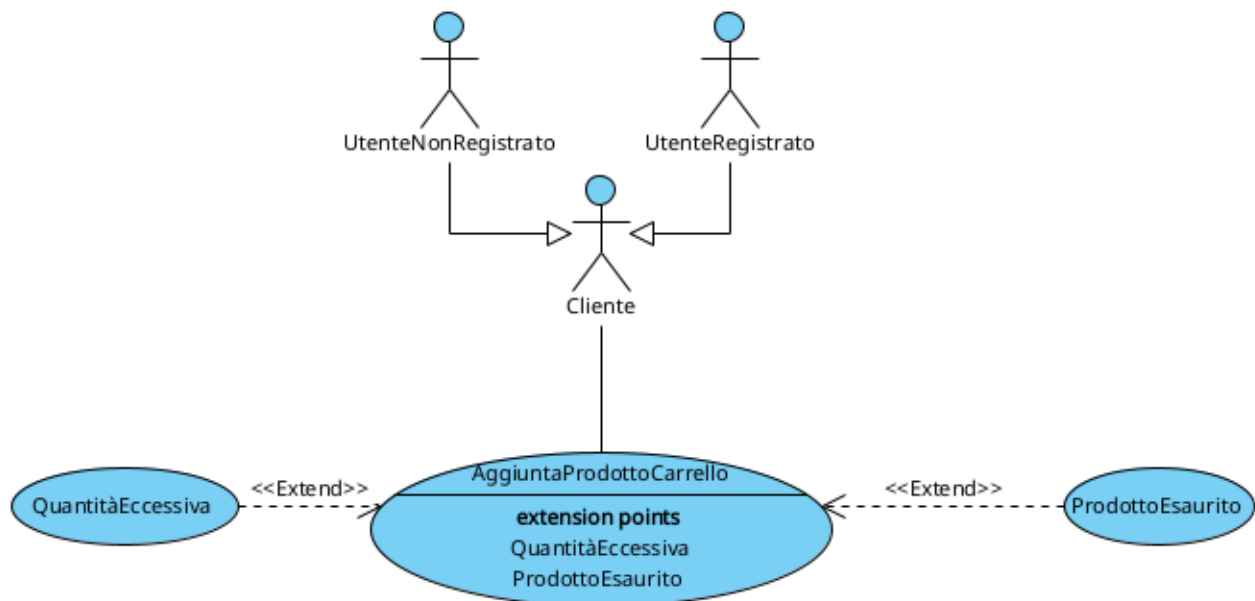 UtenteNonRegistrato
UtenteRegistrato
Cliente
AggiuntaProdottoCarrello
<<Extend>>
<<Extend>>
QuantitàEccessiva
ProdottoEsaurito
extension points
QuantitàEccessiva
ProdottoEsaurito